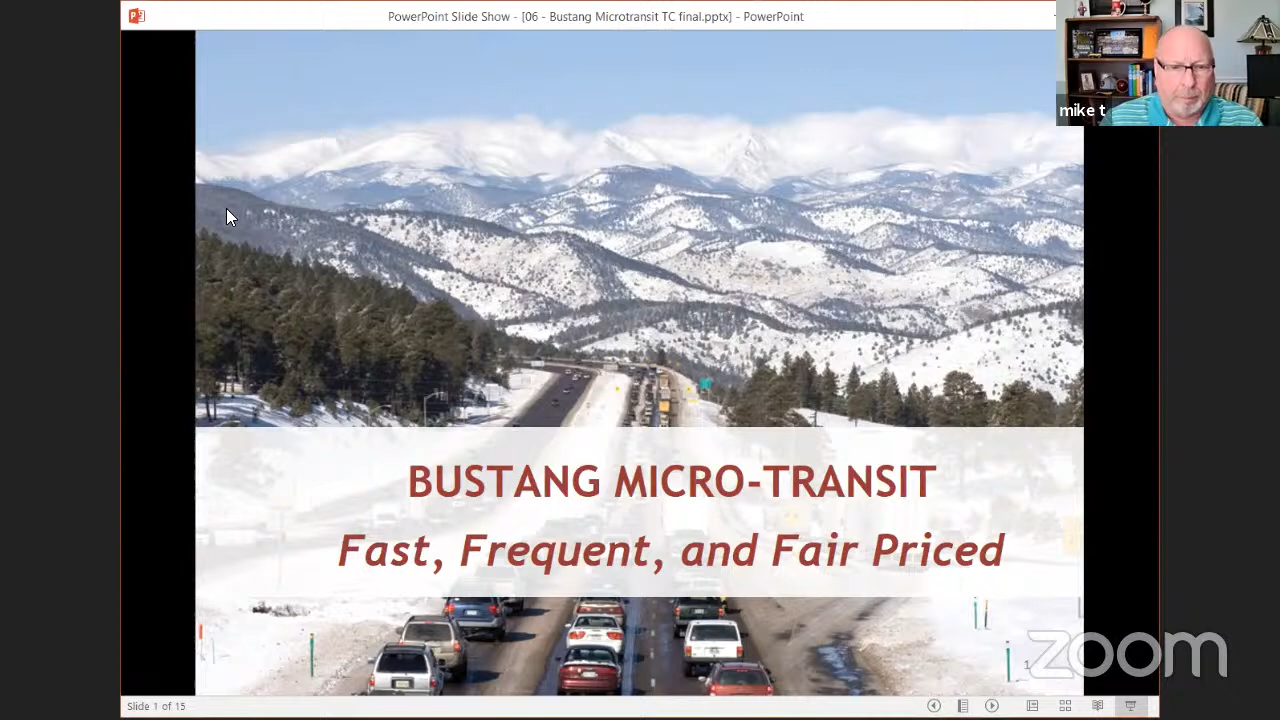 PowerPoint Slide Show - [06 - Bustang Microtransit TC final.pptx] - PowerPoint
mike t
BUSTANG MICRO-TRANSIT
Fast, Frequent, and Fair Priced
1
zoom
Slide 1 of 15